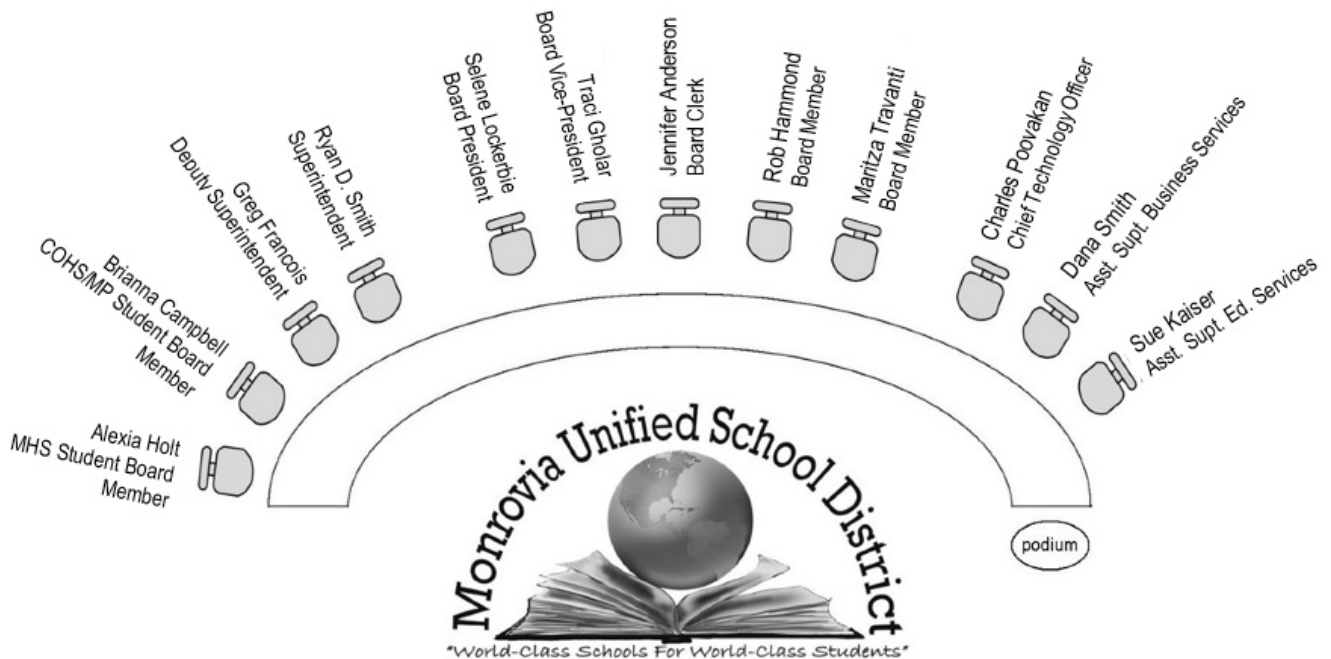 Alexia Holt
MHS Student Board
Member
Brianna Campbell
COHS/MP Student Board
Member
Greg Francois
Deputy Superintendent
Ryan D. Smith
Superintendent
Selene Lockerbie
Board President
Traci Gholar
Board Vice-President
Jennifer Anderson
Board Clerk
Rob Hammond
Board Member
Maritza Travanti
Board Member
Charles Poovakan
Chief Technology Officer
Dana Smith
Asst. Supt. Business Services
Sue Kaiser
Asst. Supt. Ed. Services
Monrovia Unified School District
podium
"World-Class Schools For World-Class Students"